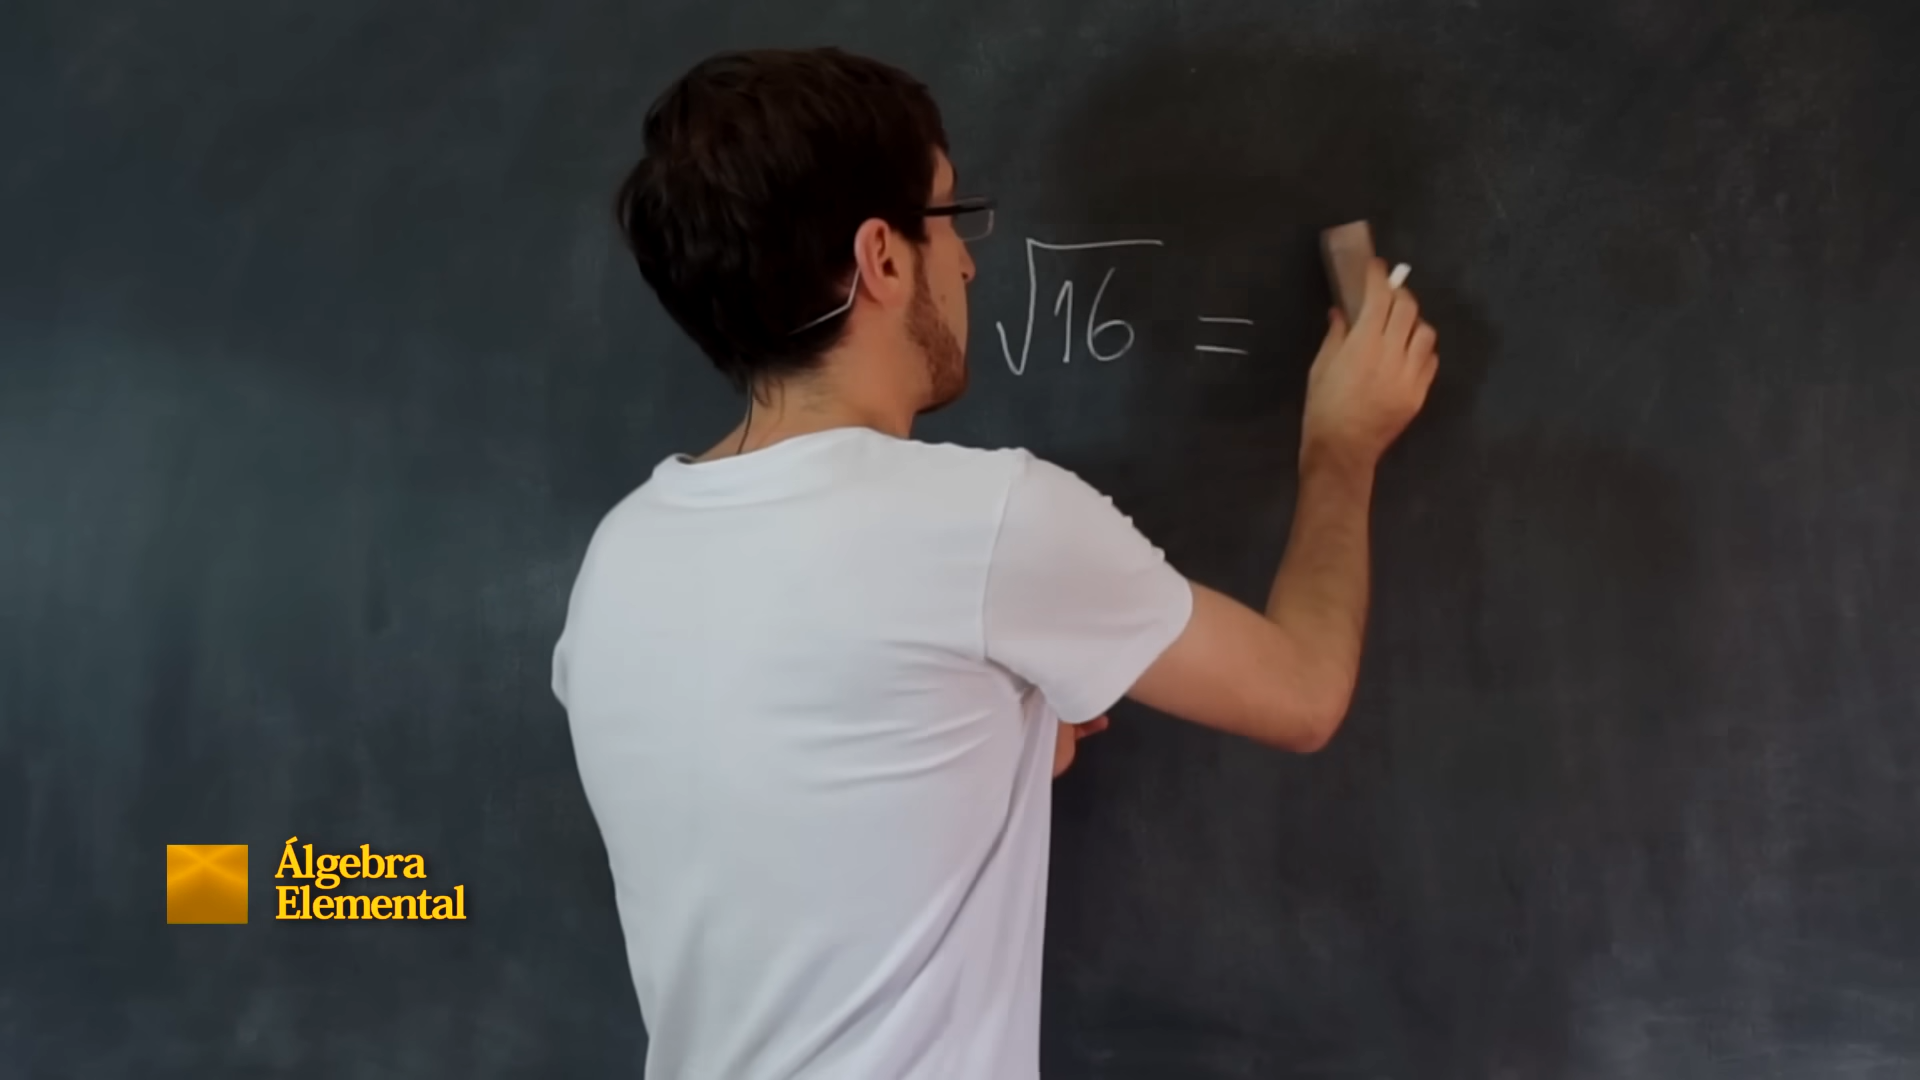 √16 =
Álgebra
Elemental